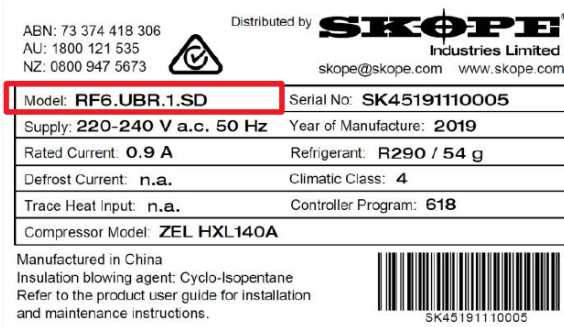 ABN: 73 374 418 306
AU: 1800 121 535
NZ: 0800 947 5673
Distributed by SKOPE
Industries Limited
skope@skope.com www.skope.com
Model: RF6.UBR.1.SD Serial No: SK45191110005
Supply: 220-240 V a.c. 50 Hz Year of Manufacture: 2019
Rated Current: 0.9 A Refrigerant: R290 / 54 g
Defrost Current: n.a. Climatic Class: 4
Trace Heat Input: n.a. Controller Program: 618
Compressor Model: ZEL HXL140A
Manufactured in China
Insulation blowing agent: Cyclo-Isopentane
Refer to the product user guide for installation
and maintenance instructions.
SK45191110005